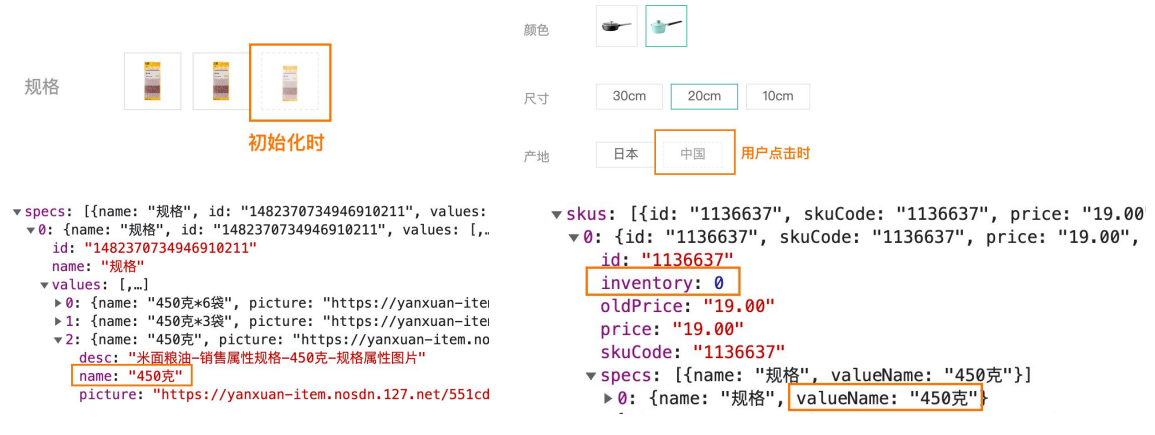 规格
初始化时
颜色
尺寸
30cm
20cm
10cm
产地
日本
中国
用户点击时
▼specs: [{name: "规格", id: "1482370734946910211", values:
▼0: {name: "规格", id: "1482370734946910211", values: [,…
id: "1482370734946910211"
name: "规格"
▼values: [,…]
▶0: {name: "450克*6袋", picture: "https://yanxuan-item
▶1: {name: "450克*3袋", picture: "https://yanxuan-item
▼2: {name: "450克", picture: "https://yanxuan-item.no
desc: "米面粮油-销售属性规格-450克-规格属性图片"
name: "450克"
picture: "https://yanxuan-item.nosdn.127.net/551cd
▼skus: [{id: "1136637", skuCode: "1136637", price: "19.00"
▼0: {id: "1136637", skuCode: "1136637", price: "19.00",
id: "1136637"
inventory: 0
oldPrice: "19.00"
price: "19.00"
skuCode: "1136637"
▼specs: [{name: "规格", valueName: "450克"}]
▶0: {name: "规格", valueName: "450克"}